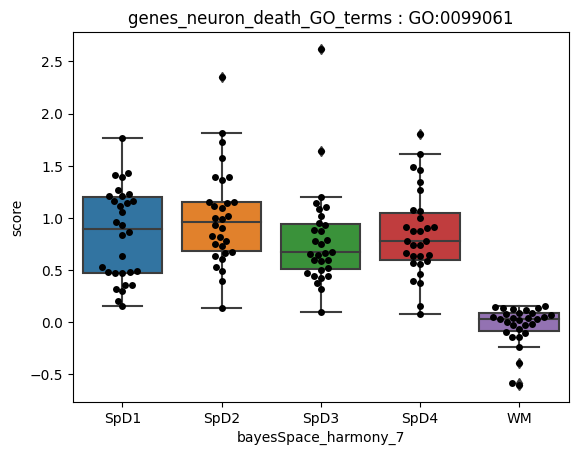 genes_neuron_death_GO_terms : GO:0099061
2.5
2.0
1.5
1.0
0.5
0.0
−0.5
score
SpD1 SpD2 SpD3 SpD4 WM
bayesSpace_harmony_7